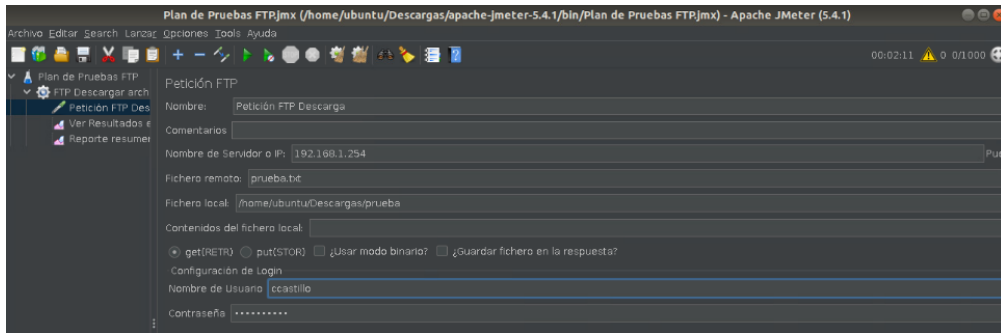 Plan de Pruebas FTP.jmx (/home/ubuntu/Descargas/apache-jmeter-5.4.1/bin/Plan de Pruebas FTP.jmx) - Apache JMeter (5.4.1)
Archivo Editar Search Lanzar Opciones Tools Ayuda
00:02:11 0 0/1000
Plan de Pruebas FTP
FTP Descargar arch
Petición FTP Des
Ver Resultados e
Reporte resumer
Petición FTP
Nombre: Petición FTP Descarga
Comentarios
Nombre de Servidor o IP: 192.168.1.254 Pue
Fichero remoto: prueba.txt
Fichero local: /home/ubuntu/Descargas/prueba
Contenidos del fichero local:
get(RETR) put(STOR) ¿Usar modo binario? ¿Guardar fichero en la respuesta?
Configuración de Login
Nombre de Usuario ccastillo
Contraseña ••••••••••